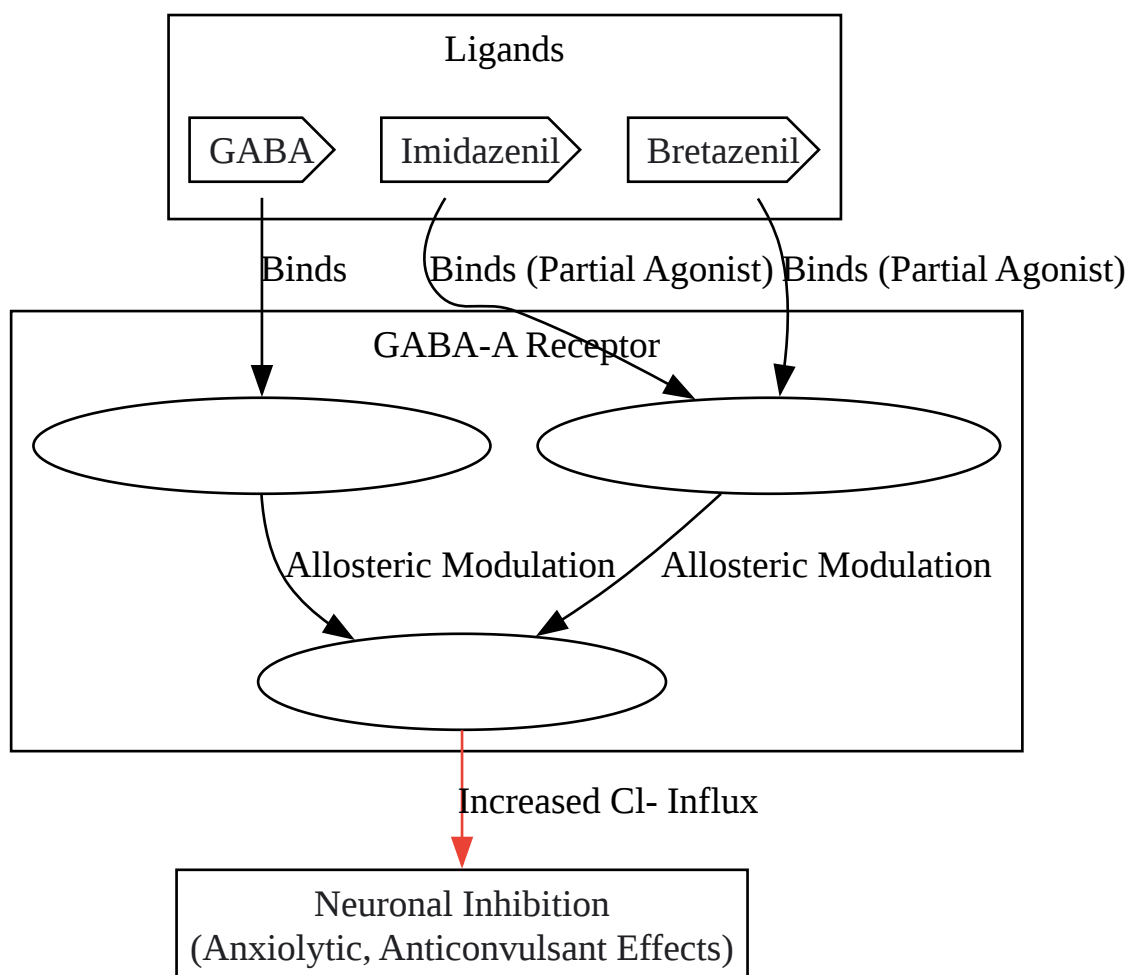 Ligands
GABA
Imidazenil
Bretazenil
Binds
Binds (Partial Agonist)
Binds (Partial Agonist)
GABA-A Receptor
Allosteric Modulation
Allosteric Modulation
Increased Cl- Influx
Neuronal Inhibition
(Anxiolytic, Anticonvulsant Effects)